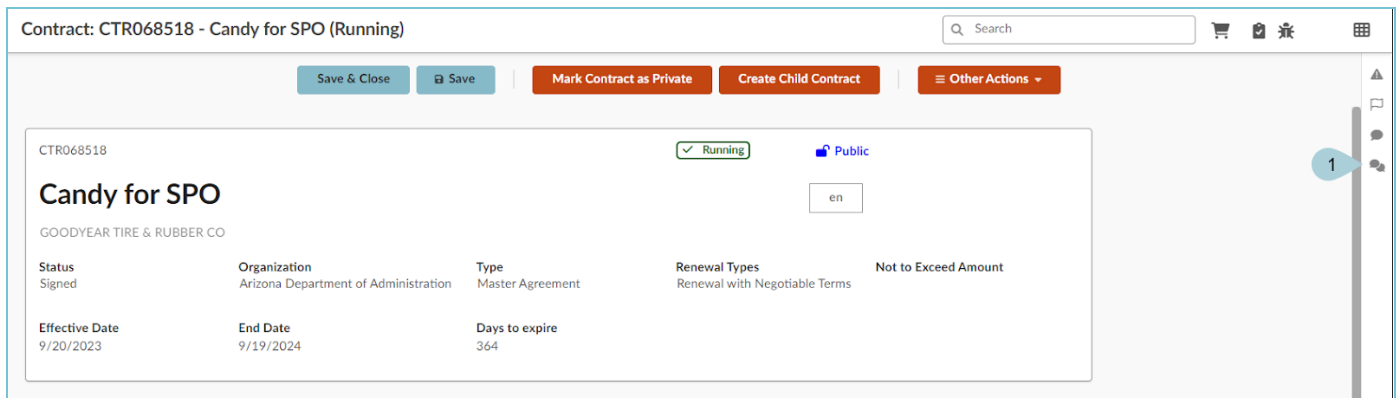 Contract: CTR068518 - Candy for SPO (Running)
Search
Save & Close
Save
Mark Contract as Private
Create Child Contract
Other Actions
1
CTR068518
Running
Public
Candy for SPO
en
GOODYEAR TIRE & RUBBER CO
Status
Organization
Type
Renewal Types
Not to Exceed Amount
Signed
Arizona Department of Administration
Master Agreement
Renewal with Negotiable Terms
Effective Date
End Date
Days to expire
9/20/2023
9/19/2024
364